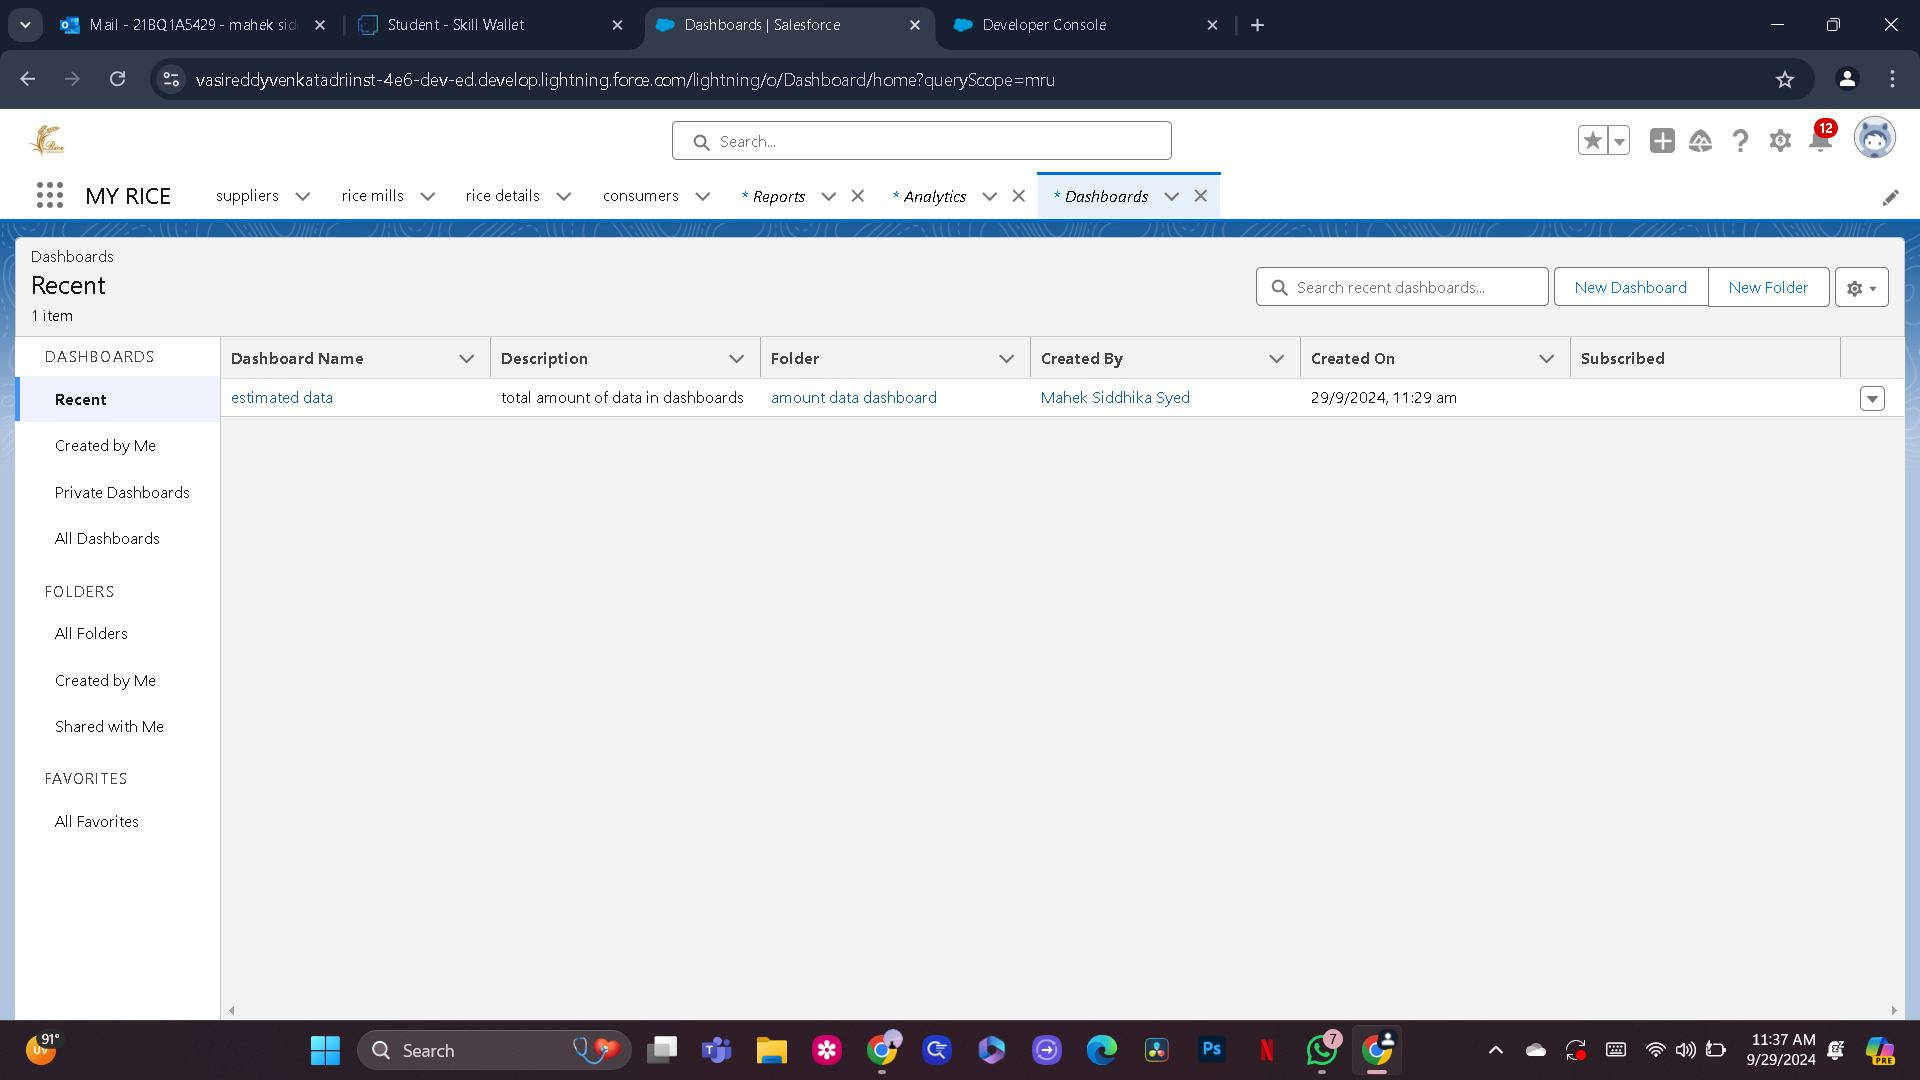 Mail - 21BQ1A5429 - mahek sid
Student - Skill Wallet
Dashboards | Salesforce
Developer Console
vasireddyvenkatadriinst-4e6-dev-ed.develop.lightning.force.com/lightning/o/Dashboard/home?queryScope=mru
Rice
Search...
12
MY RICE
suppliers
rice mills
rice details
consumers
* Reports
* Analytics
* Dashboards
Dashboards
Recent
1 item
Search recent dashboards...
New Dashboard
New Folder
DASHBOARDS
Recent
Created by Me
Private Dashboards
All Dashboards
FOLDERS
All Folders
Created by Me
Shared with Me
FAVORITES
All Favorites
Dashboard Name
Description
Folder
Created By
Created On
Subscribed
estimated data
total amount of data in dashboards
amount data dashboard
Mahek Siddhika Syed
29/9/2024, 11:29 am
91°
UV
Search
Ps
N
7
11:37 AM
9/29/2024
PRE